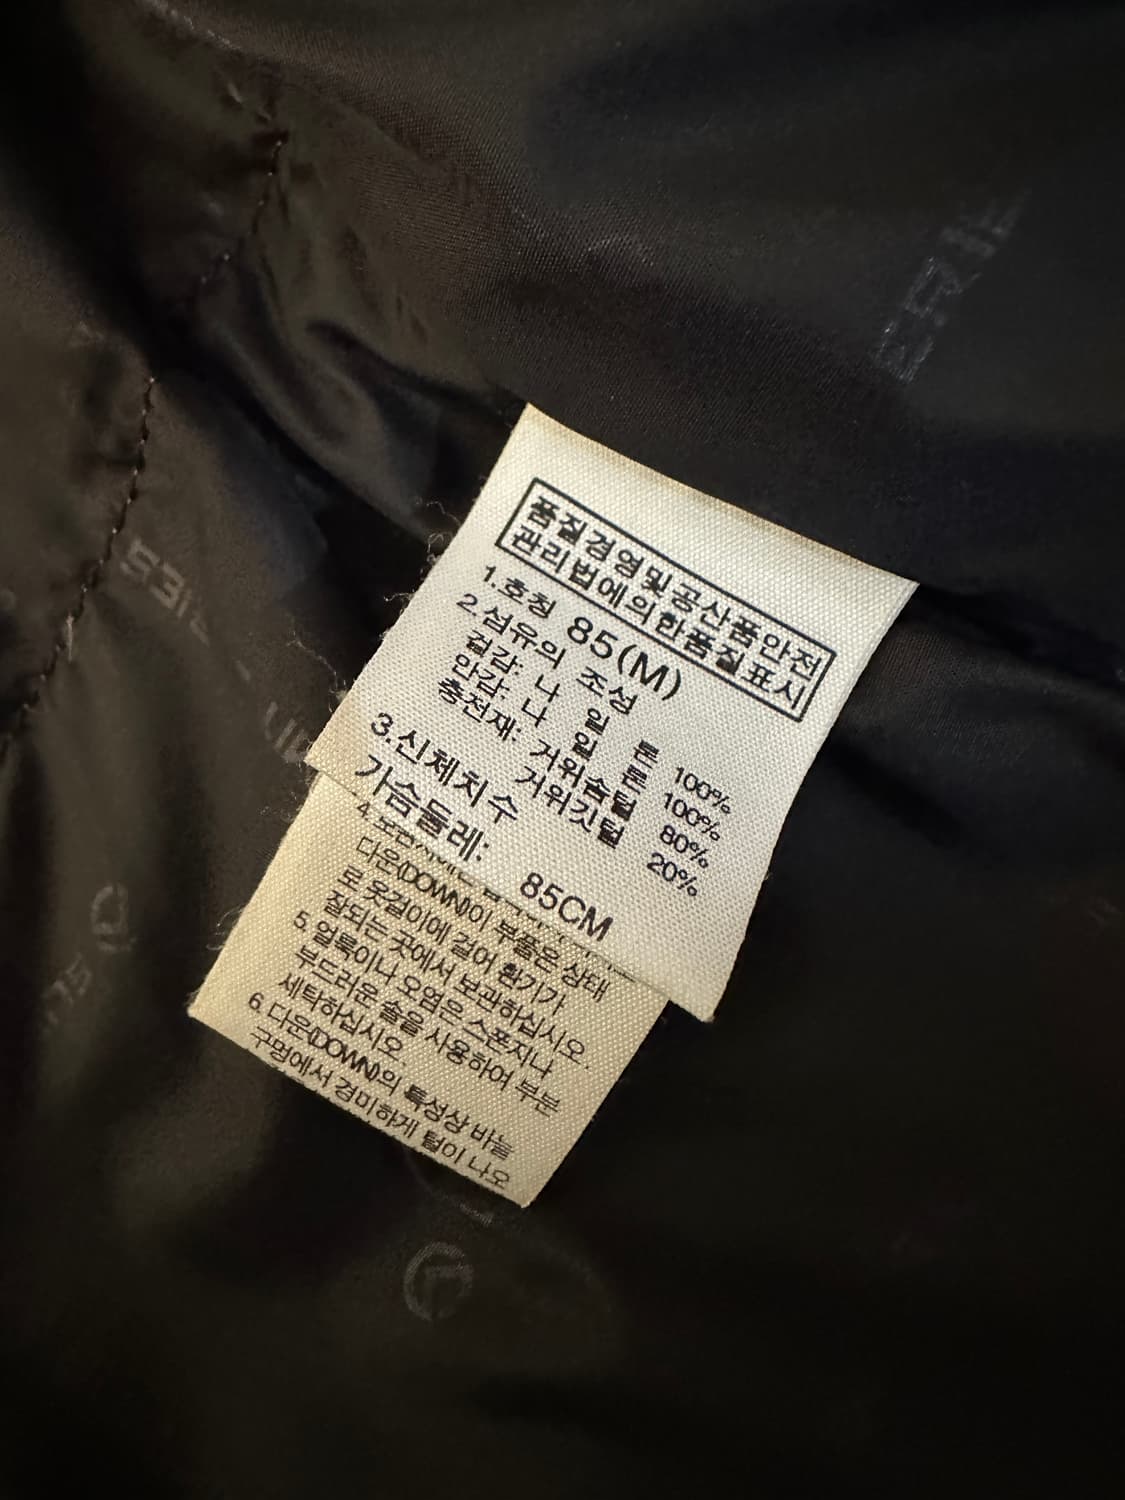 품질경영및공산품안전
관리법에의한품질표시
1.호칭 85(M)
2.섬유의 조성
겉감: 나 일 론 100%
안감: 나 일 론 100%
충전재: 거위솜털 80%
거위깃털 20%
3.신체치수
가슴둘레: 85CM
4.
다운(DOWN)이 부품은 상태
로 옷걸이에 걸어 환기가
잘되는 곳에서 보관하십시오.
5. 얼룩이나 오염은 스폰지나
부드러운 솔을 사용하여 부분
세탁하십시오
6. 다운(DOWN)의 특성상 바늘
구멍에서 경미하게 털이 나오